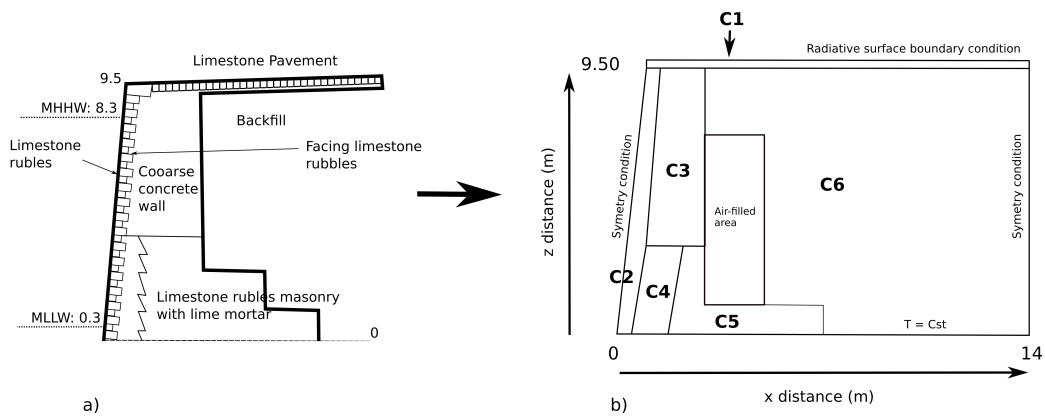 Limestone Pavement
9.5
MHHW: 8.3
Backfill
Limestone
rubles
Facing limestone
rubbles
Cooarse
concrete
wall
Limestone rubles masonry
with lime mortar
MLLW: 0.3
0
a)
C1
Radiative surface boundary condition
9.50
z distance (m)
Symetry condition
C3
C6
Air-filled
area
Symetry condition
C2
C4
C5
T = Cst
0
14
x distance (m)
b)